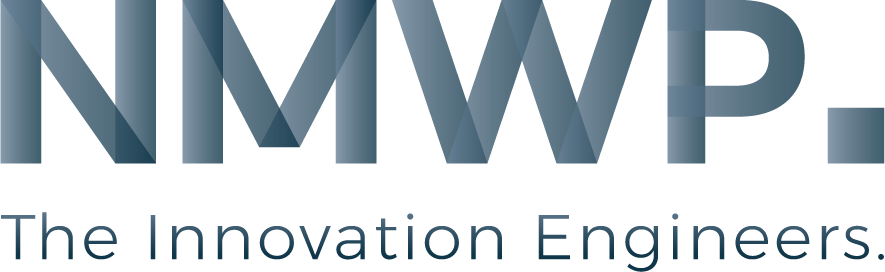 NMWP.
The Innovation Engineers.